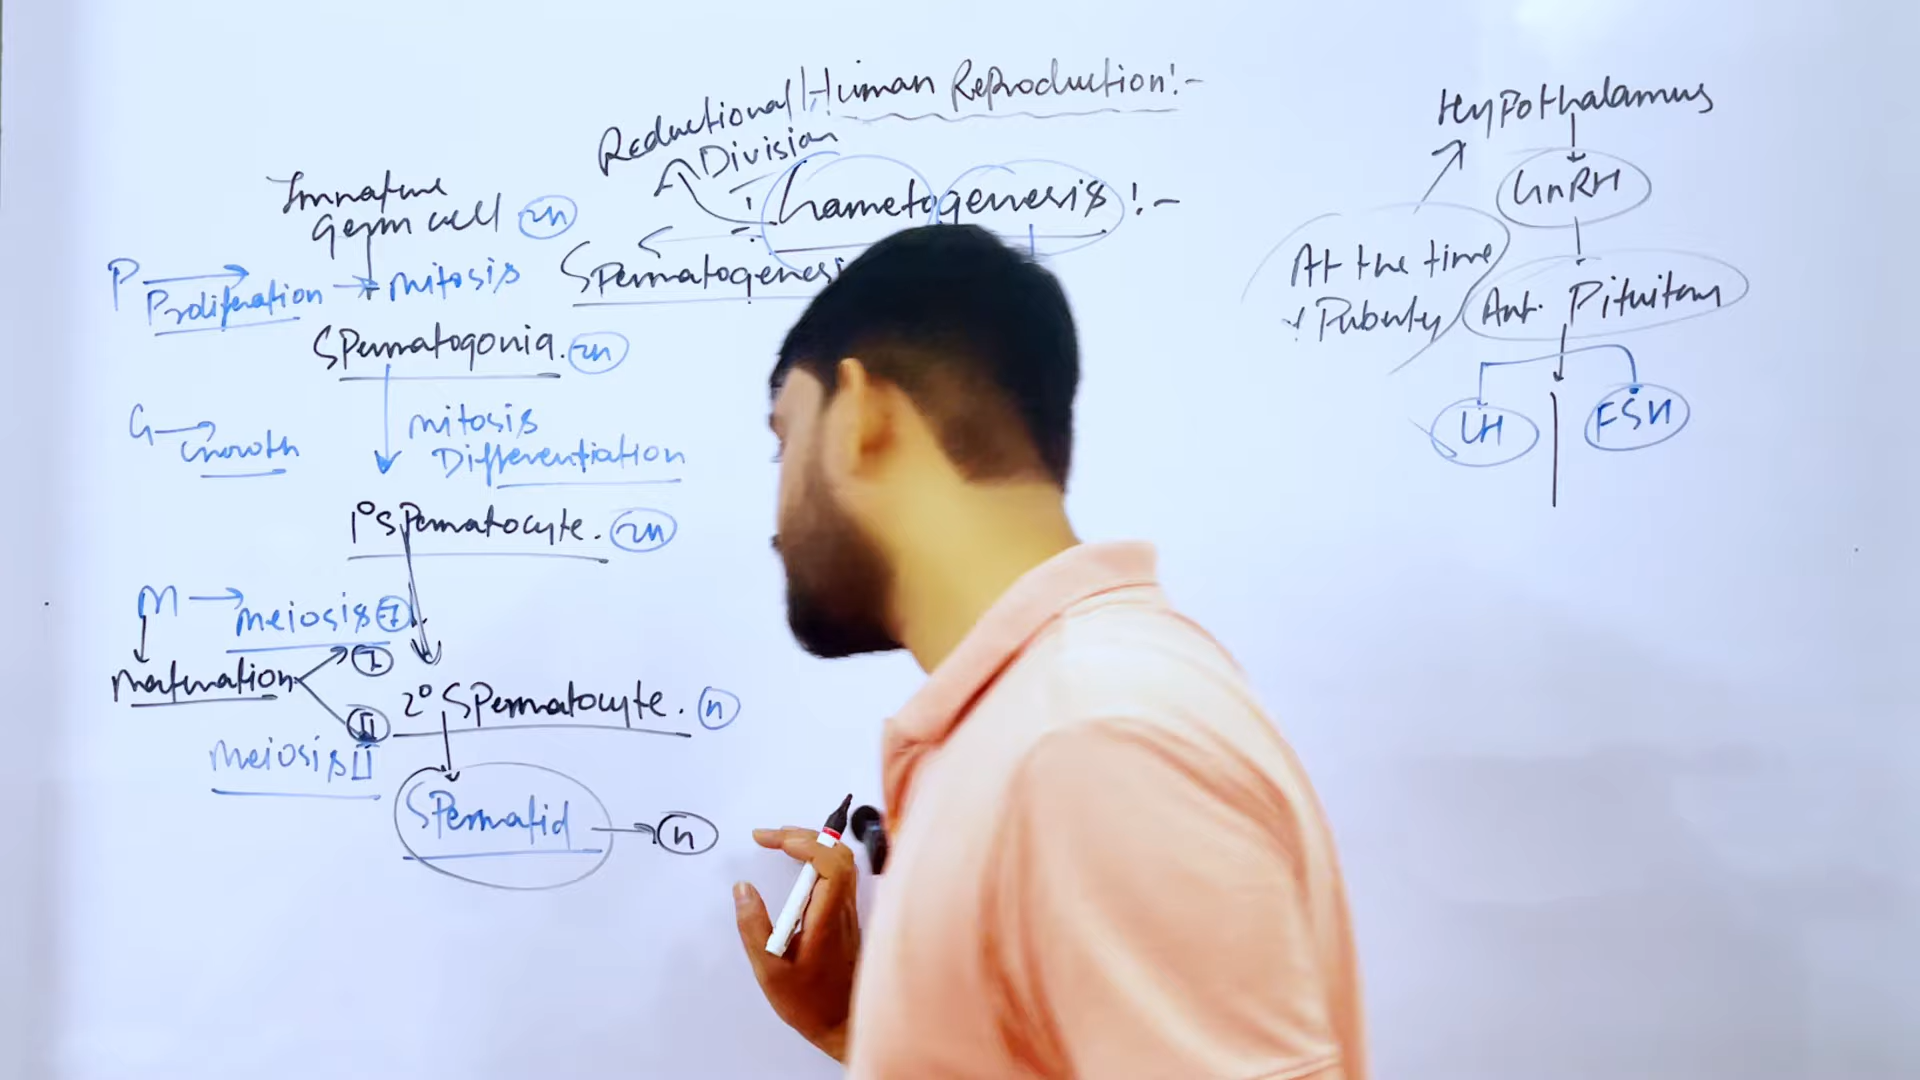 Human Reproduction:-
Reductional
Division
Gametogenesis :-
Spermatogenesi
Immature
Germ cell 2n
P → Proliferation → mitosis
Spermatogonia. 2n
G → Growth
mitosis
Differentiation
1° Spermatocyte. 2n
M → meiosis I
maturation
I
II
2° Spermatocyte. n
meiosis II
Spermatid → n
Hypothalamus
GnRH
At the time
Puberty
Ant. Pituitary
LH
FSH